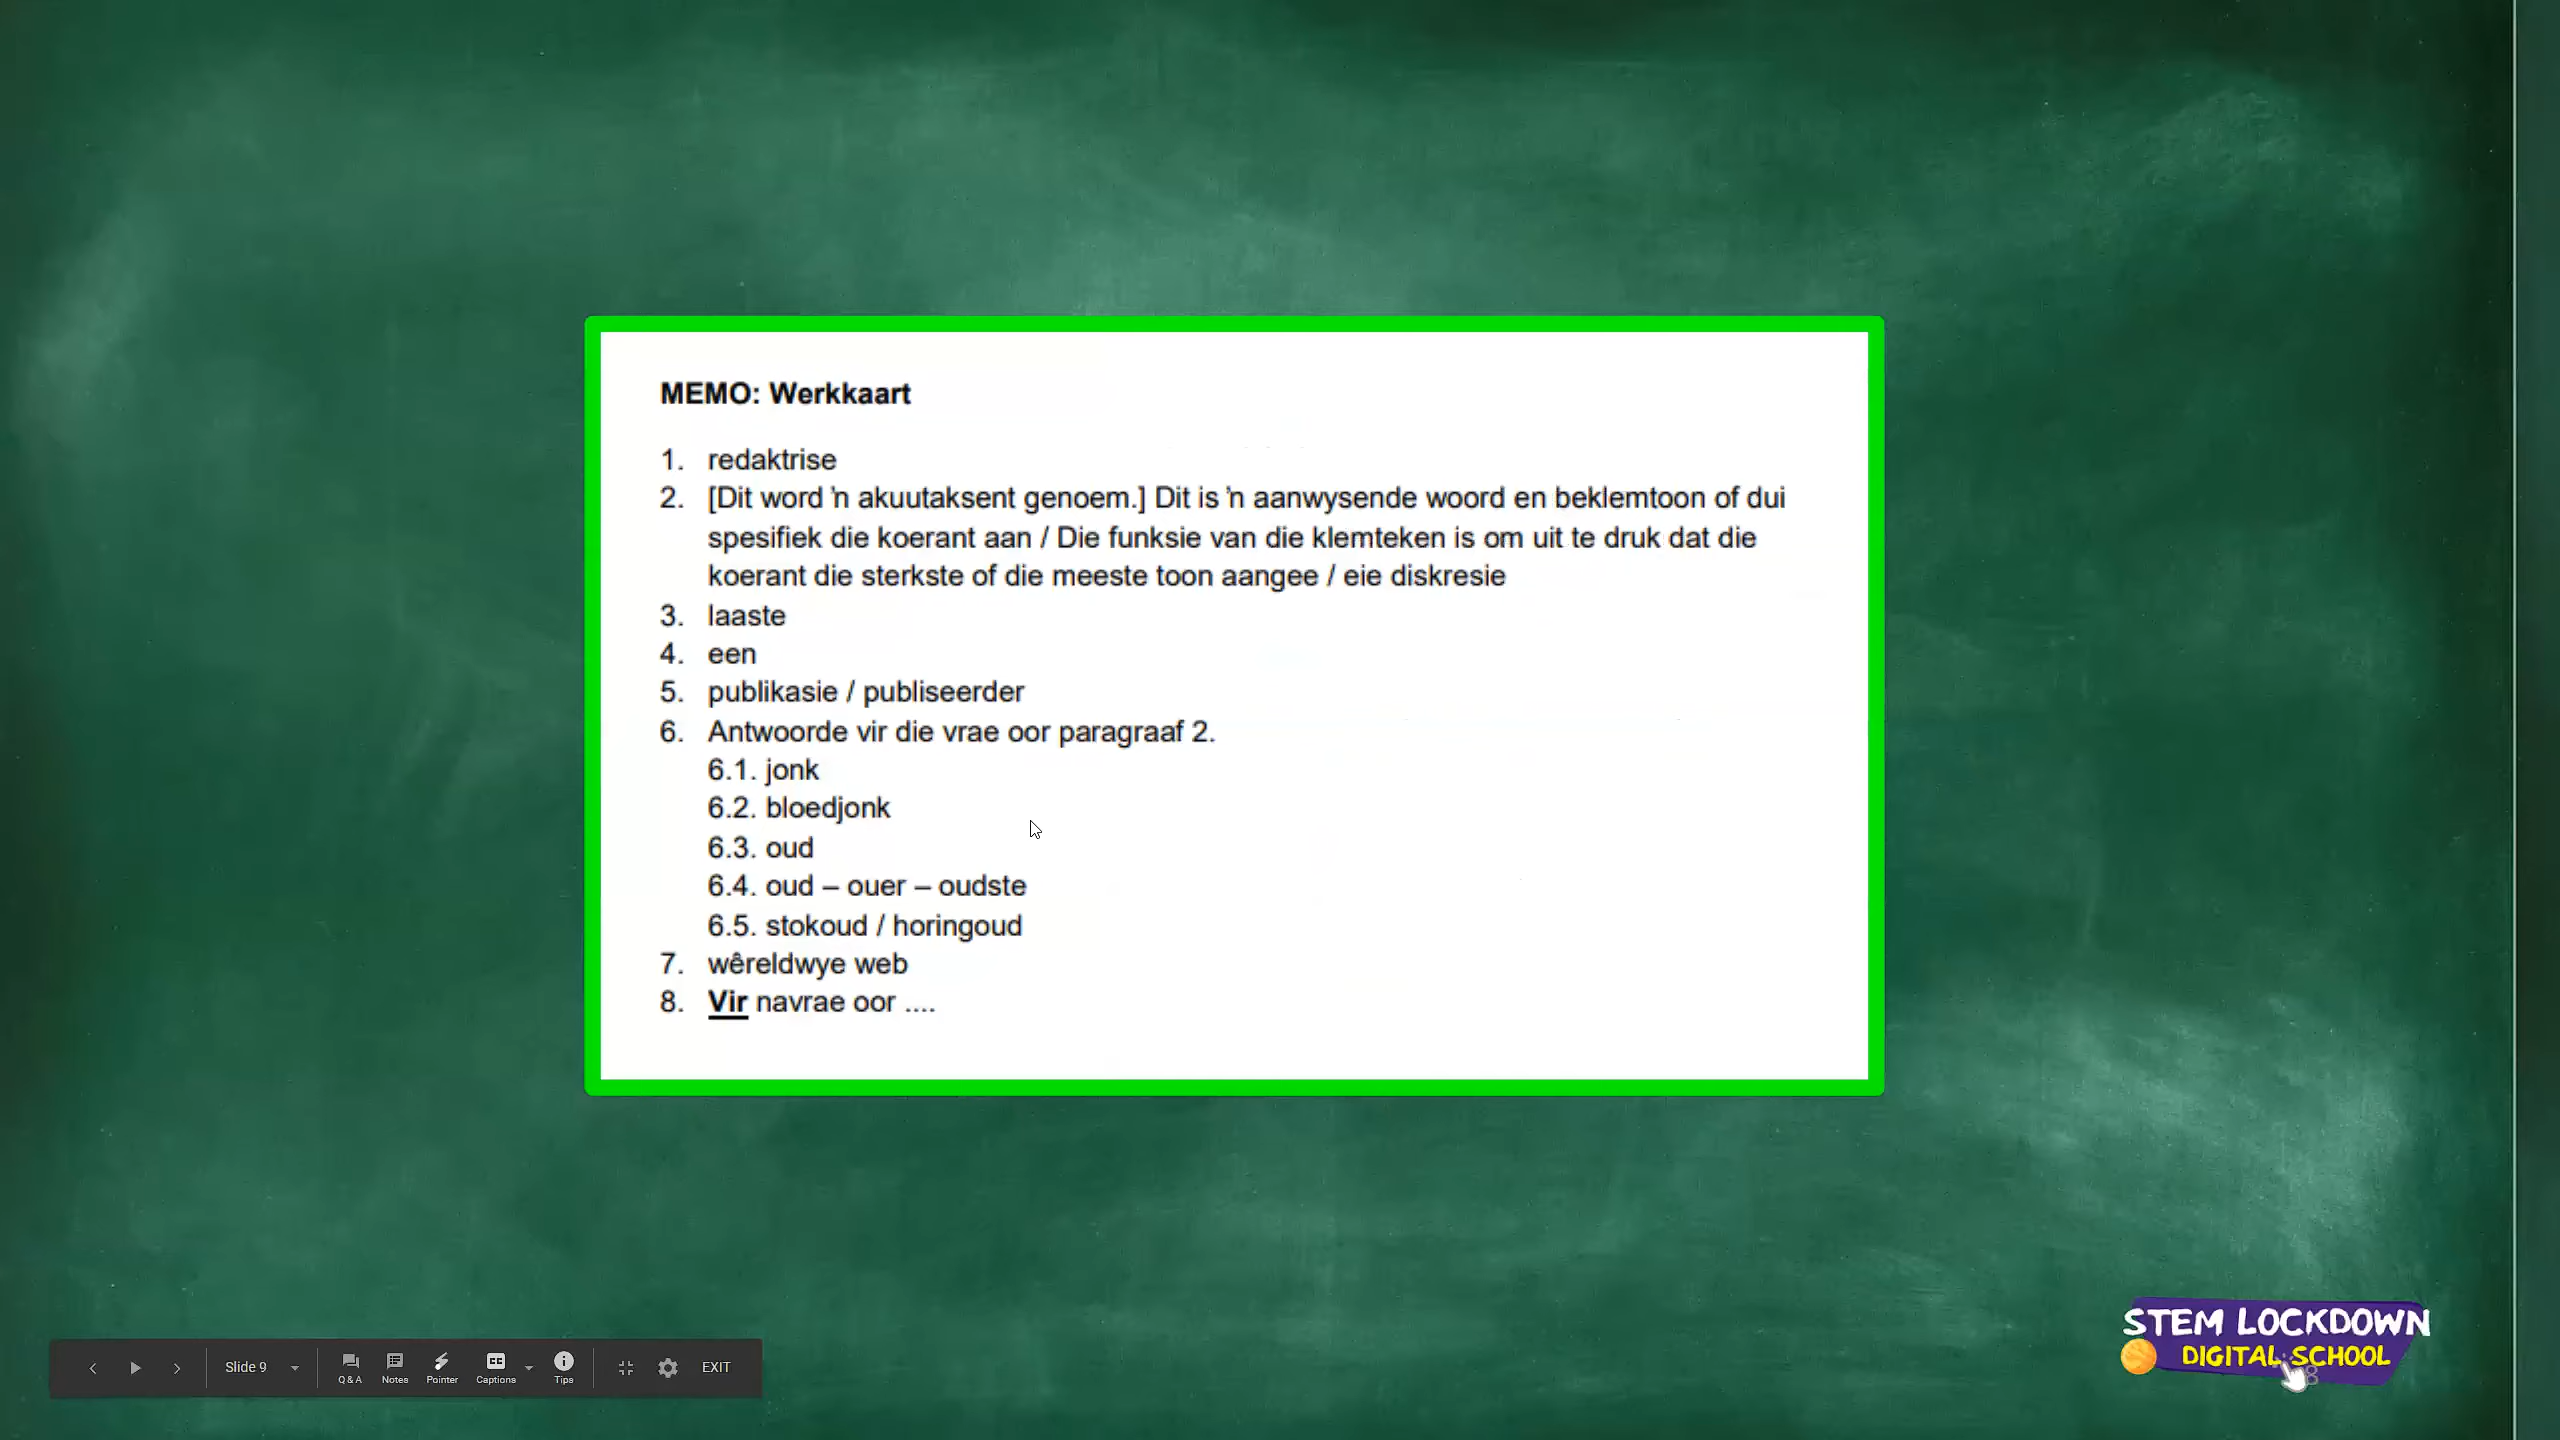 MEMO: Werkkaart
1. redaktrise
2. [Dit word 'n akuutaksent genoem.] Dit is 'n aanwysende woord en beklemtoon of dui
spesifiek die koerant aan / Die funksie van die klemteken is om uit te druk dat die
koerant die sterkste of die meeste toon aangee / eie diskresie
3. laaste
4. een
5. publikasie / publiseerder
6. Antwoorde vir die vrae oor paragraaf 2.
6.1. jonk
6.2. bloedjonk
6.3. oud
6.4. oud – ouer – oudste
6.5. stokoud / horingoud
7. wêreldwye web
8. Vir navrae oor ....
STEM LOCKDOWN
DIGITAL SCHOOL
Slide 9
Q & A Notes Pointer Captions Tips
EXIT